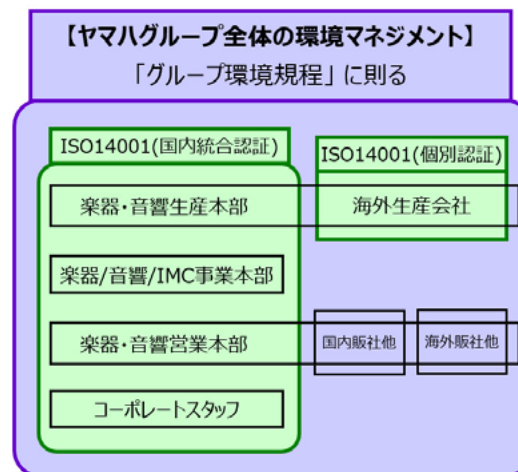 【ヤマハグループ全体の環境マネジメント】
「グループ環境規程」に則る
ISO14001(国内統合認証)
ISO14001(個別認証)
楽器・音響生産本部
海外生産会社
楽器/音響/IMC事業本部
楽器・音響営業本部
国内販社他
海外販社他
コーポレートスタッフ